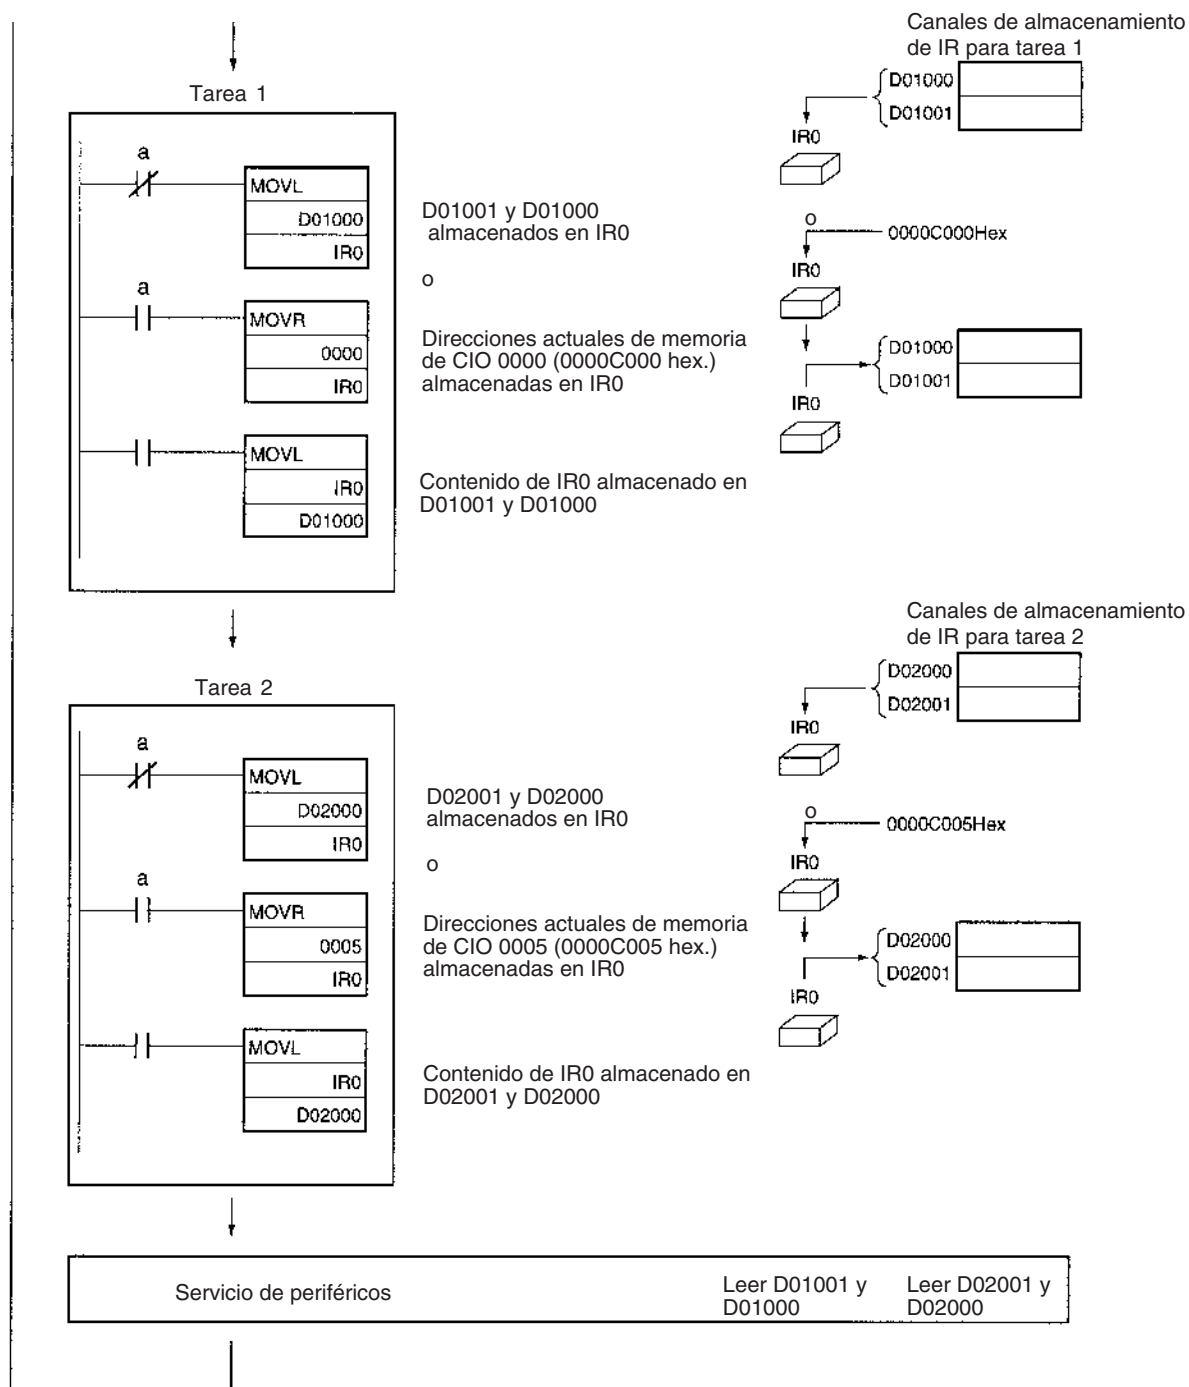 Canales de almacenamiento
de IR para tarea 1
Tarea 1
D01000
D01001
IR0
a
MOVL
D01000
IR0
D01001 y D01000
almacenados en IR0
o
0000C000Hex
IR0
o
a
MOVR
0000
IR0
Direcciones actuales de memoria
de CIO 0000 (0000C000 hex.)
almacenadas en IR0
D01000
D01001
IR0
MOVL
IR0
D01000
Contenido de IR0 almacenado en
D01001 y D01000
Canales de almacenamiento
de IR para tarea 2
Tarea 2
D02000
D02001
IR0
a
MOVL
D02000
IR0
D02001 y D02000
almacenados en IR0
o
0000C005Hex
IR0
o
a
MOVR
0005
IR0
Direcciones actuales de memoria
de CIO 0005 (0000C005 hex.)
almacenadas en IR0
D02000
D02001
IR0
MOVL
IR0
D02000
Contenido de IR0 almacenado en
D02001 y D02000
Servicio de periféricos
Leer D01001 y
D01000
Leer D02001 y
D02000